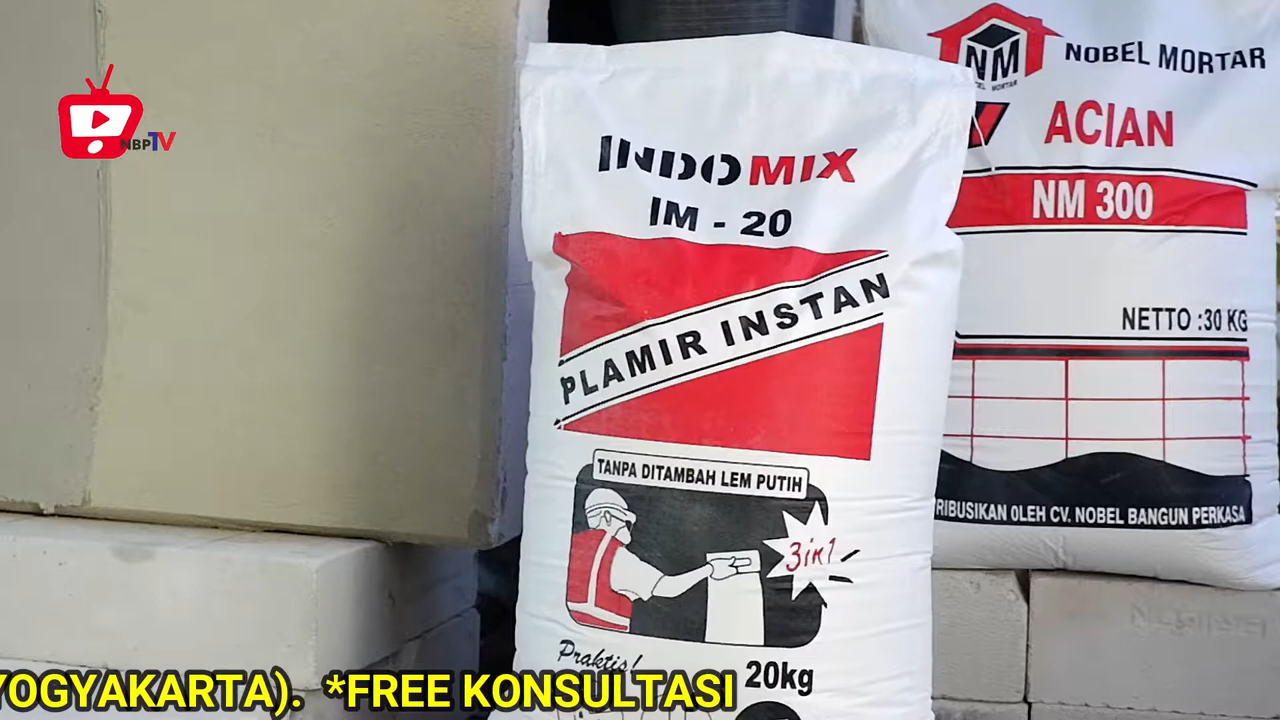 NBPTV
INDOMIX
IM - 20
PLAMIR INSTAN
TANPA DITAMBAH LEM PUTIH
3in1
Praktis!
20kg
NM
NOBEL MORTAR
ACIAN
NM 300
NETTO :30 KG
RIBUSIKAN OLEH CV. NOBEL BANGUN PERKASA
YOGYAKARTA). *FREE KONSULTASI